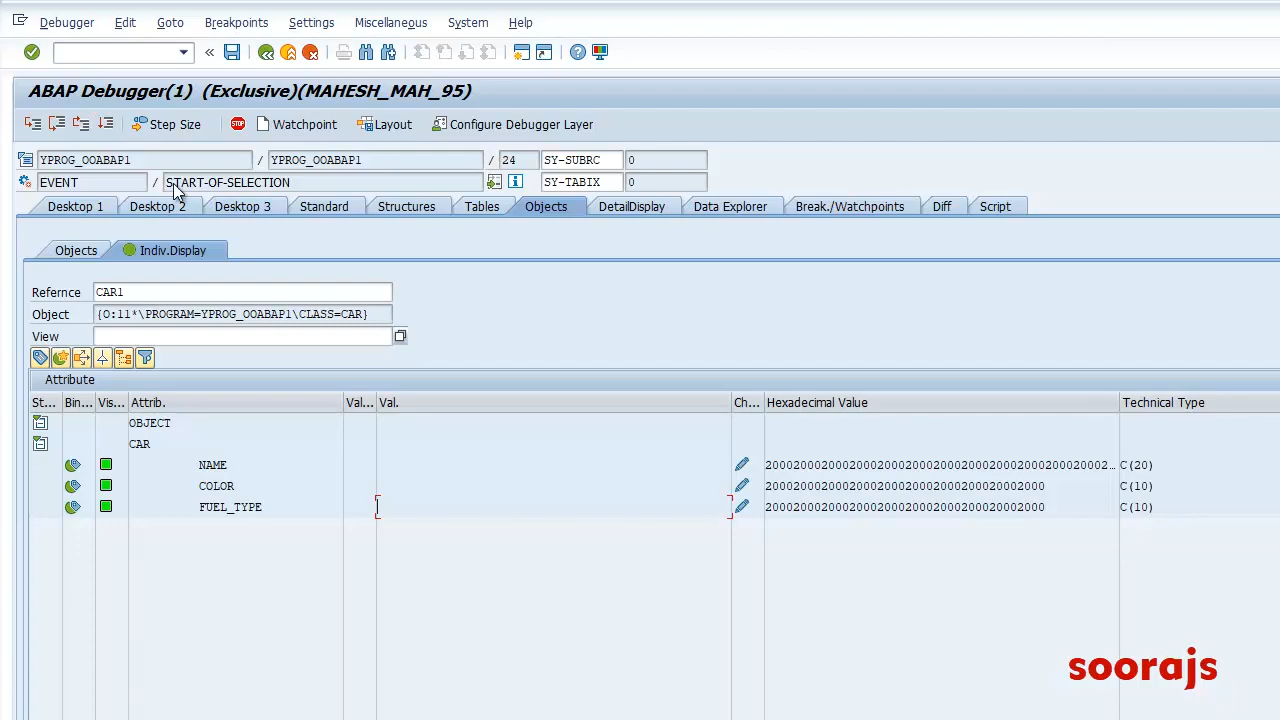 Debugger Edit Goto Breakpoints Settings Miscellaneous System Help
ABAP Debugger(1) (Exclusive)(MAHESH_MAH_95)
Step Size STOP Watchpoint Layout Configure Debugger Layer
YPROG_OOABAP1 / YPROG_OOABAP1 / 24 SY-SUBRC 0
EVENT / START-OF-SELECTION SY-TABIX 0
Desktop 1 Desktop 2 Desktop 3 Standard Structures Tables Objects DetailDisplay Data Explorer Break./Watchpoints Diff Script
Objects Indiv.Display
Refernce CAR1
Object {O:11*\PROGRAM=YPROG_OOABAP1\CLASS=CAR}
View
Attribute
St... Bin... Vis... Attrib. Val... Val. Ch... Hexadecimal Value Technical Type
OBJECT
CAR
NAME 200020002000200020002000200020002000200020002... C(20)
COLOR 2000200020002000200020002000200020002000 C(10)
FUEL_TYPE 2000200020002000200020002000200020002000 C(10)
soorajs